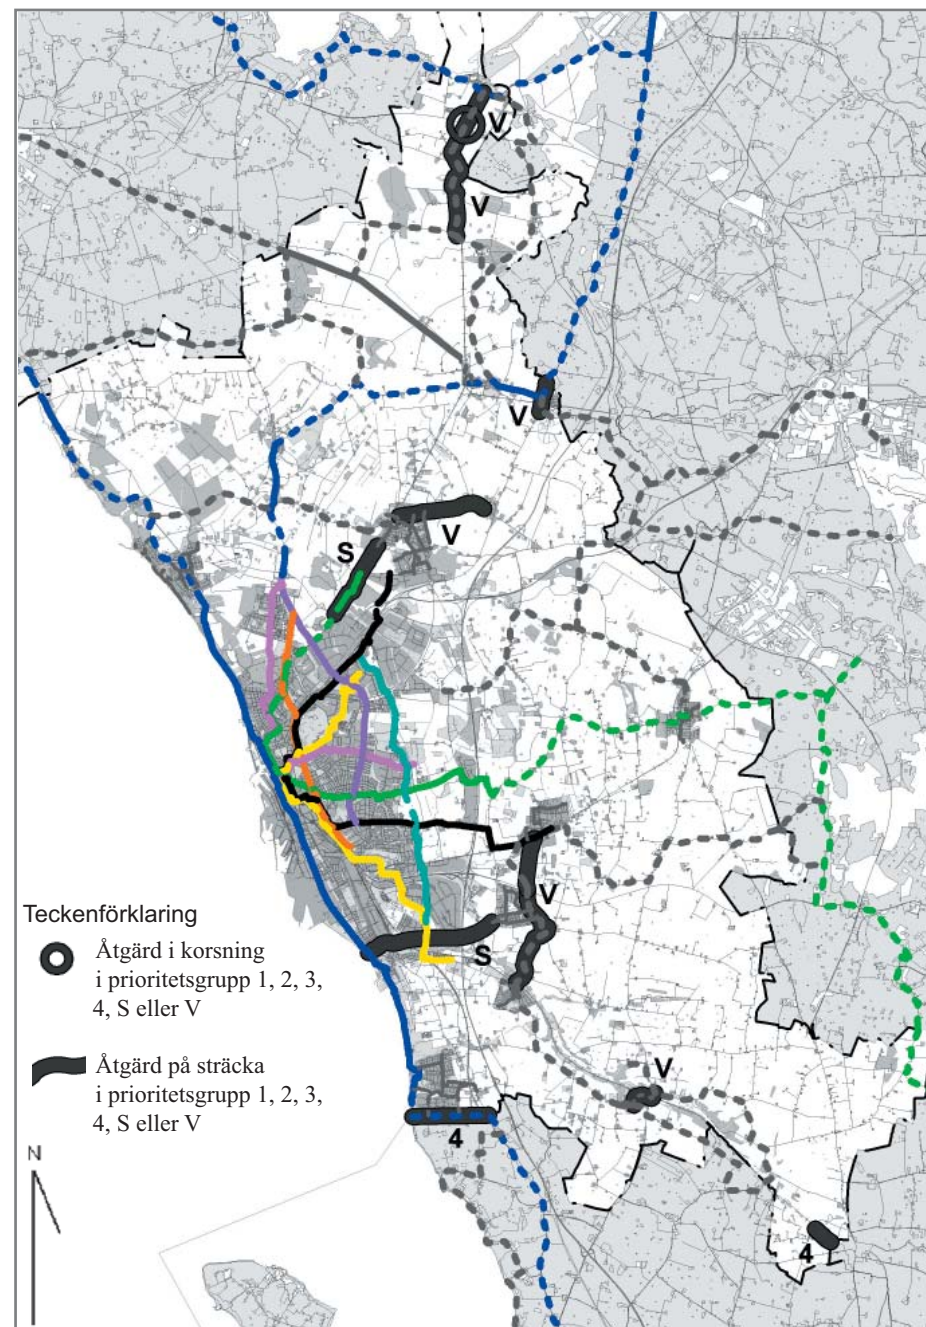 V
V
V
V
S
Teckenförklaring
Åtgärd i korsning
i prioritetsgrupp 1, 2, 3,
4, S eller V
V
S
Åtgärd på sträcka
i prioritetsgrupp 1, 2, 3,
4, S eller V
V
4
N
4